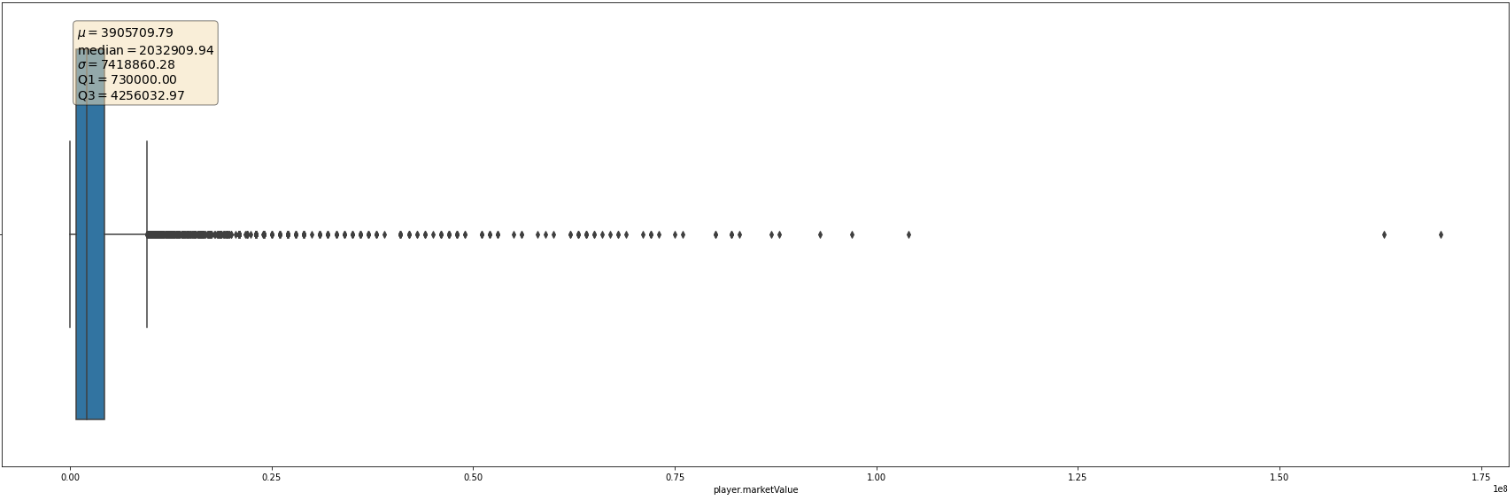 μ = 3905709.79
median = 2032909.94
σ = 7418860.28
Q1 = 730000.00
Q3 = 4256032.97
0.00 0.25 0.50 0.75 1.00 1.25 1.50 1.75
player.marketValue
1e8